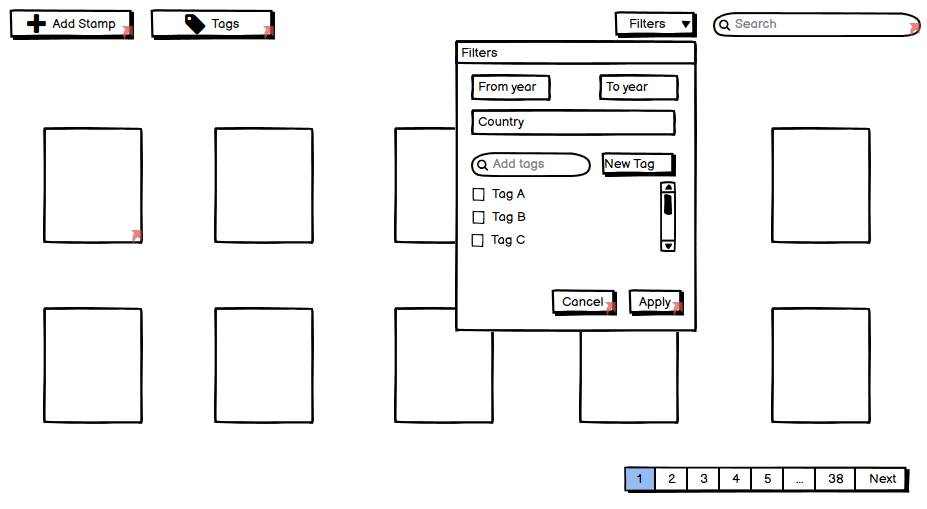 Add Stamp
Tags
Filters
Search
Filters
From year
To year
Country
Add tags
New Tag
Tag A
Tag B
Tag C
Cancel
Apply
1 2 3 4 5 ... 38 Next